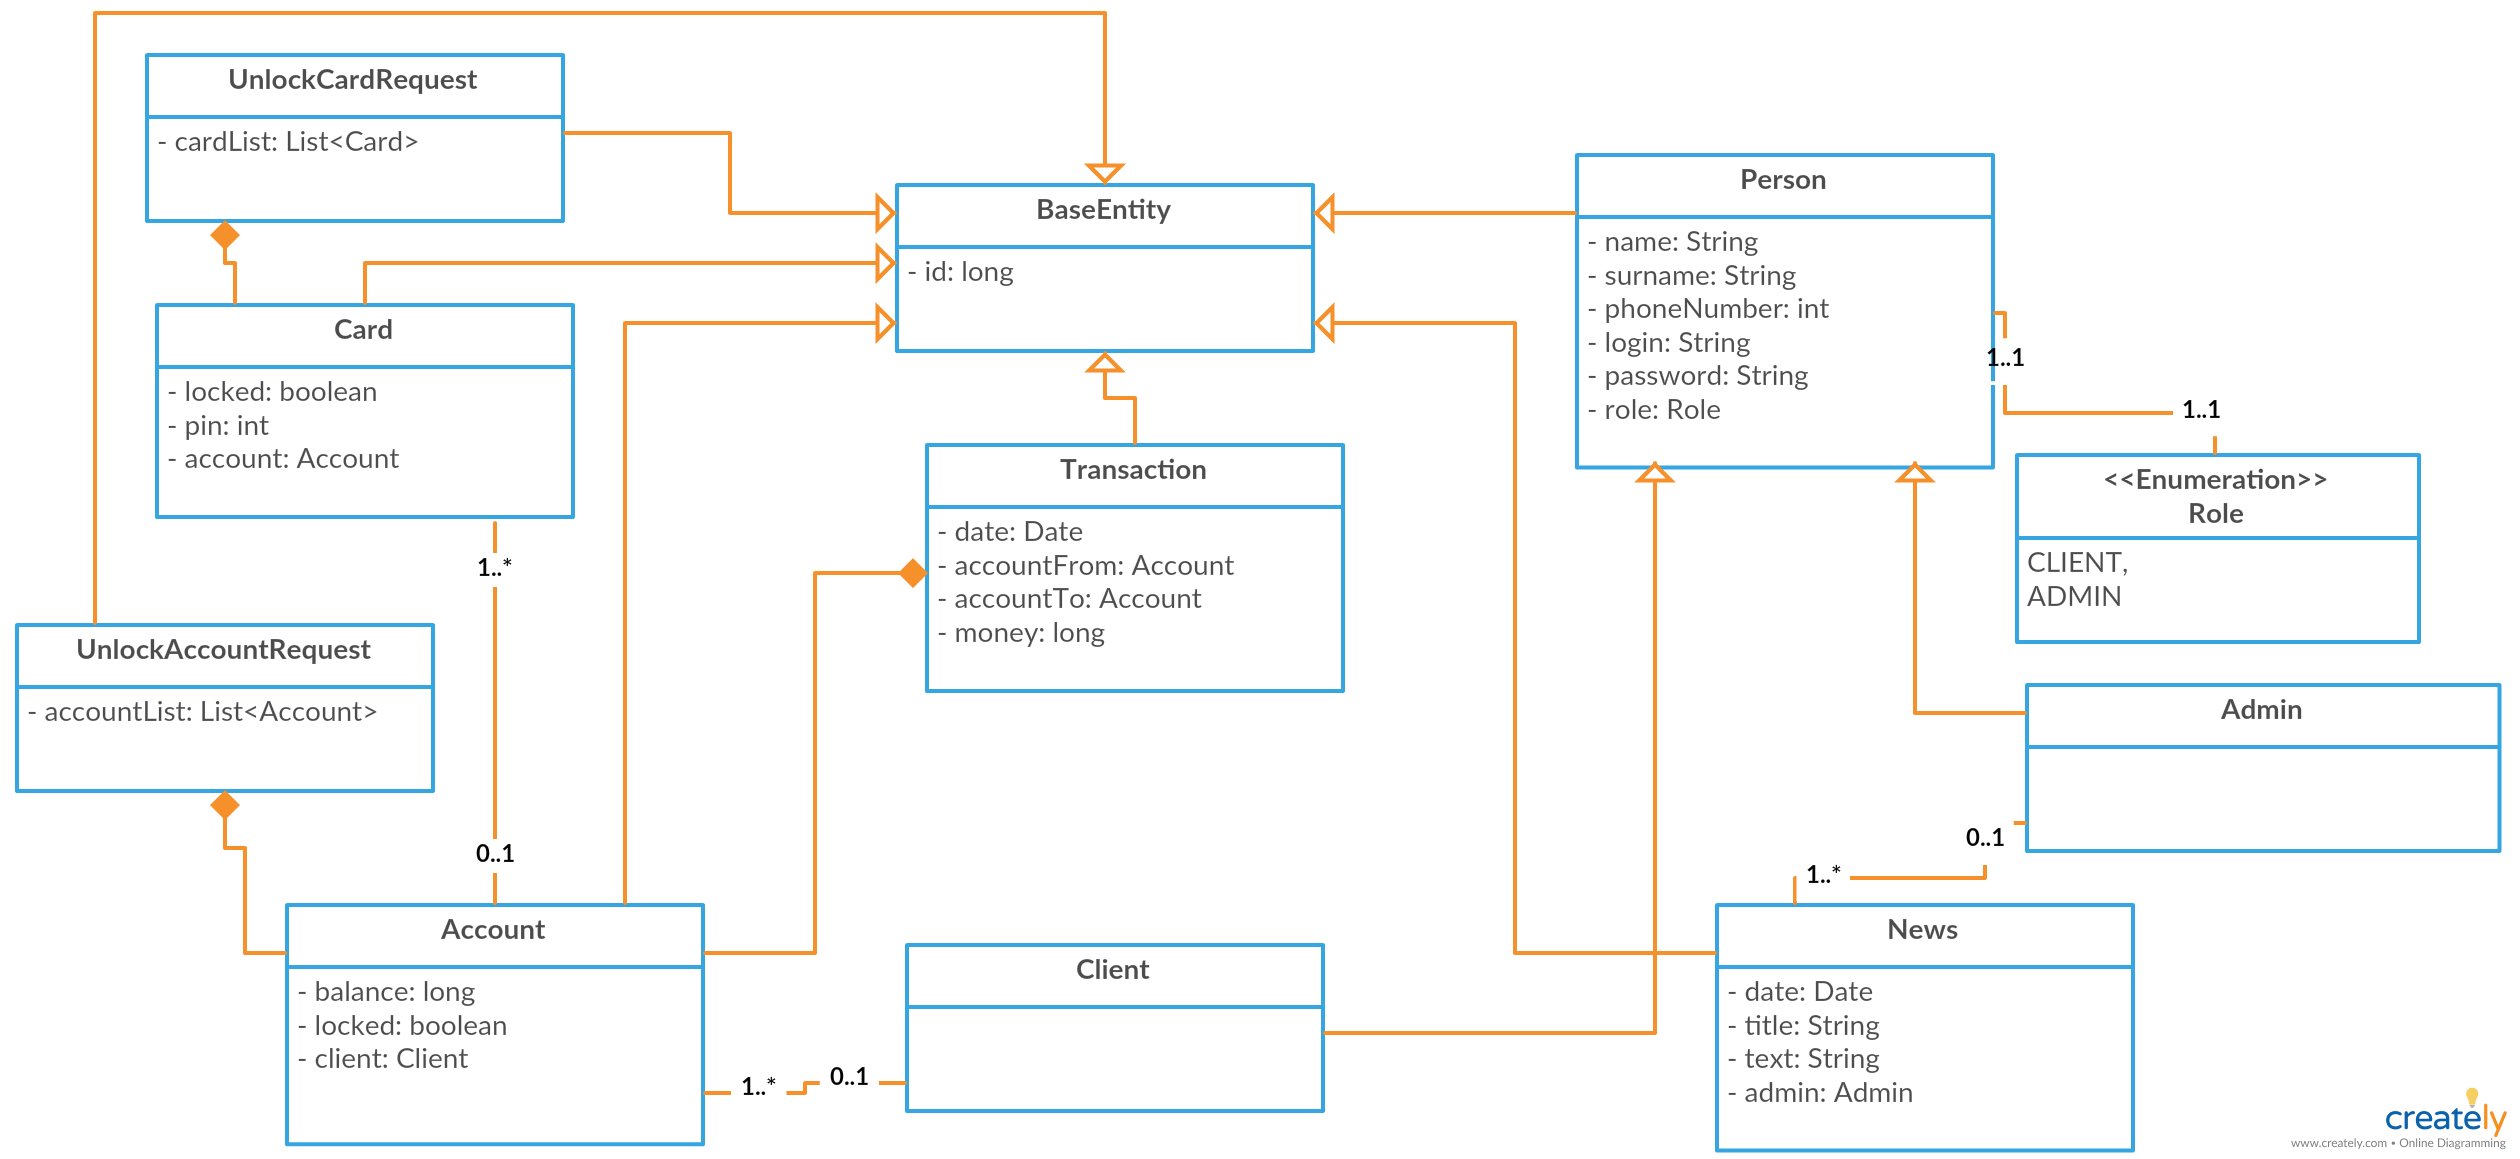 UnlockCardRequest
- cardList: List<Card>
BaseEntity
- id: long
Person
- name: String
- surname: String
- phoneNumber: int
- login: String
- password: String
- role: Role
Card
- locked: boolean
- pin: int
- account: Account
1..1
1..1
Transaction
- date: Date
- accountFrom: Account
- accountTo: Account
- money: long
<<Enumeration>>
Role
CLIENT,
ADMIN
1..*
0..1
UnlockAccountRequest
- accountList: List<Account>
Admin
0..1
1..*
Account
- balance: long
- locked: boolean
- client: Client
1..*
0..1
Client
News
- date: Date
- title: String
- text: String
- admin: Admin
creately
www.creately.com • Online Diagramming